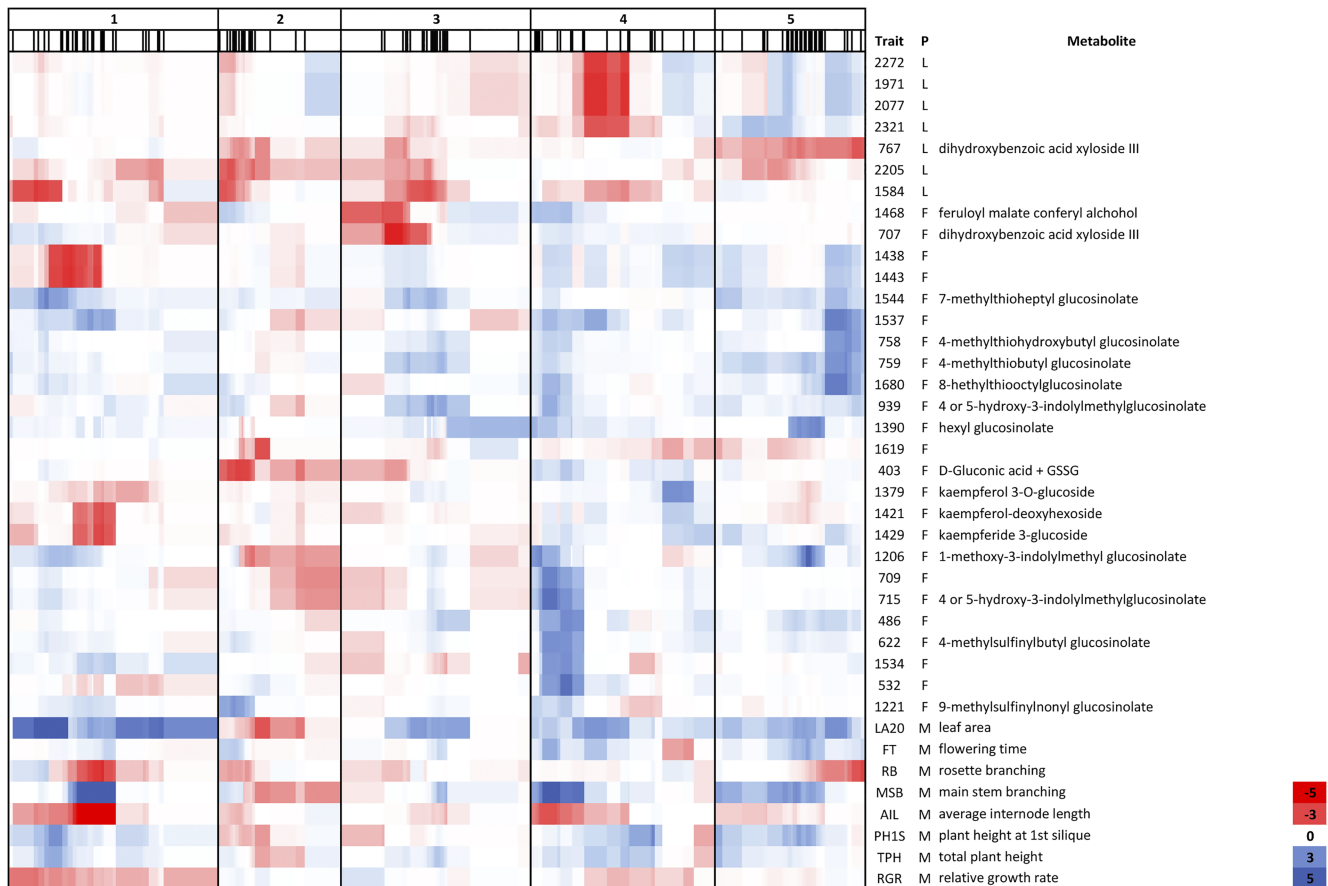 1 2 3 4 5
Trait P Metabolite
2272 L
1971 L
2077 L
2321 L
767 L dihydroxybenzoic acid xyloside III
2205 L
1584 L
1468 F feruloyl malate conferyl alchohol
707 F dihydroxybenzoic acid xyloside III
1438 F
1443 F
1544 F 7-methylthioheptyl glucosinolate
1537 F
758 F 4-methylthiohydroxybutyl glucosinolate
759 F 4-methylthiobutyl glucosinolate
1680 F 8-hethylthiooctylglucosinolate
939 F 4 or 5-hydroxy-3-indolylmethylglucosinolate
1390 F hexyl glucosinolate
1619 F
403 F D-Gluconic acid + GSSG
1379 F kaempferol 3-O-glucoside
1421 F kaempferol-deoxyhexoside
1429 F kaempferide 3-glucoside
1206 F 1-methoxy-3-indolylmethyl glucosinolate
709 F
715 F 4 or 5-hydroxy-3-indolylmethylglucosinolate
486 F
622 F 4-methylsulfinylbutyl glucosinolate
1534 F
532 F
1221 F 9-methylsulfinylnonyl glucosinolate
LA20 M leaf area
FT M flowering time
RB M rosette branching
MSB M main stem branching -5
AIL M average internode length -3
PH1S M plant height at 1st silique 0
TPH M total plant height 3
RGR M relative growth rate 5